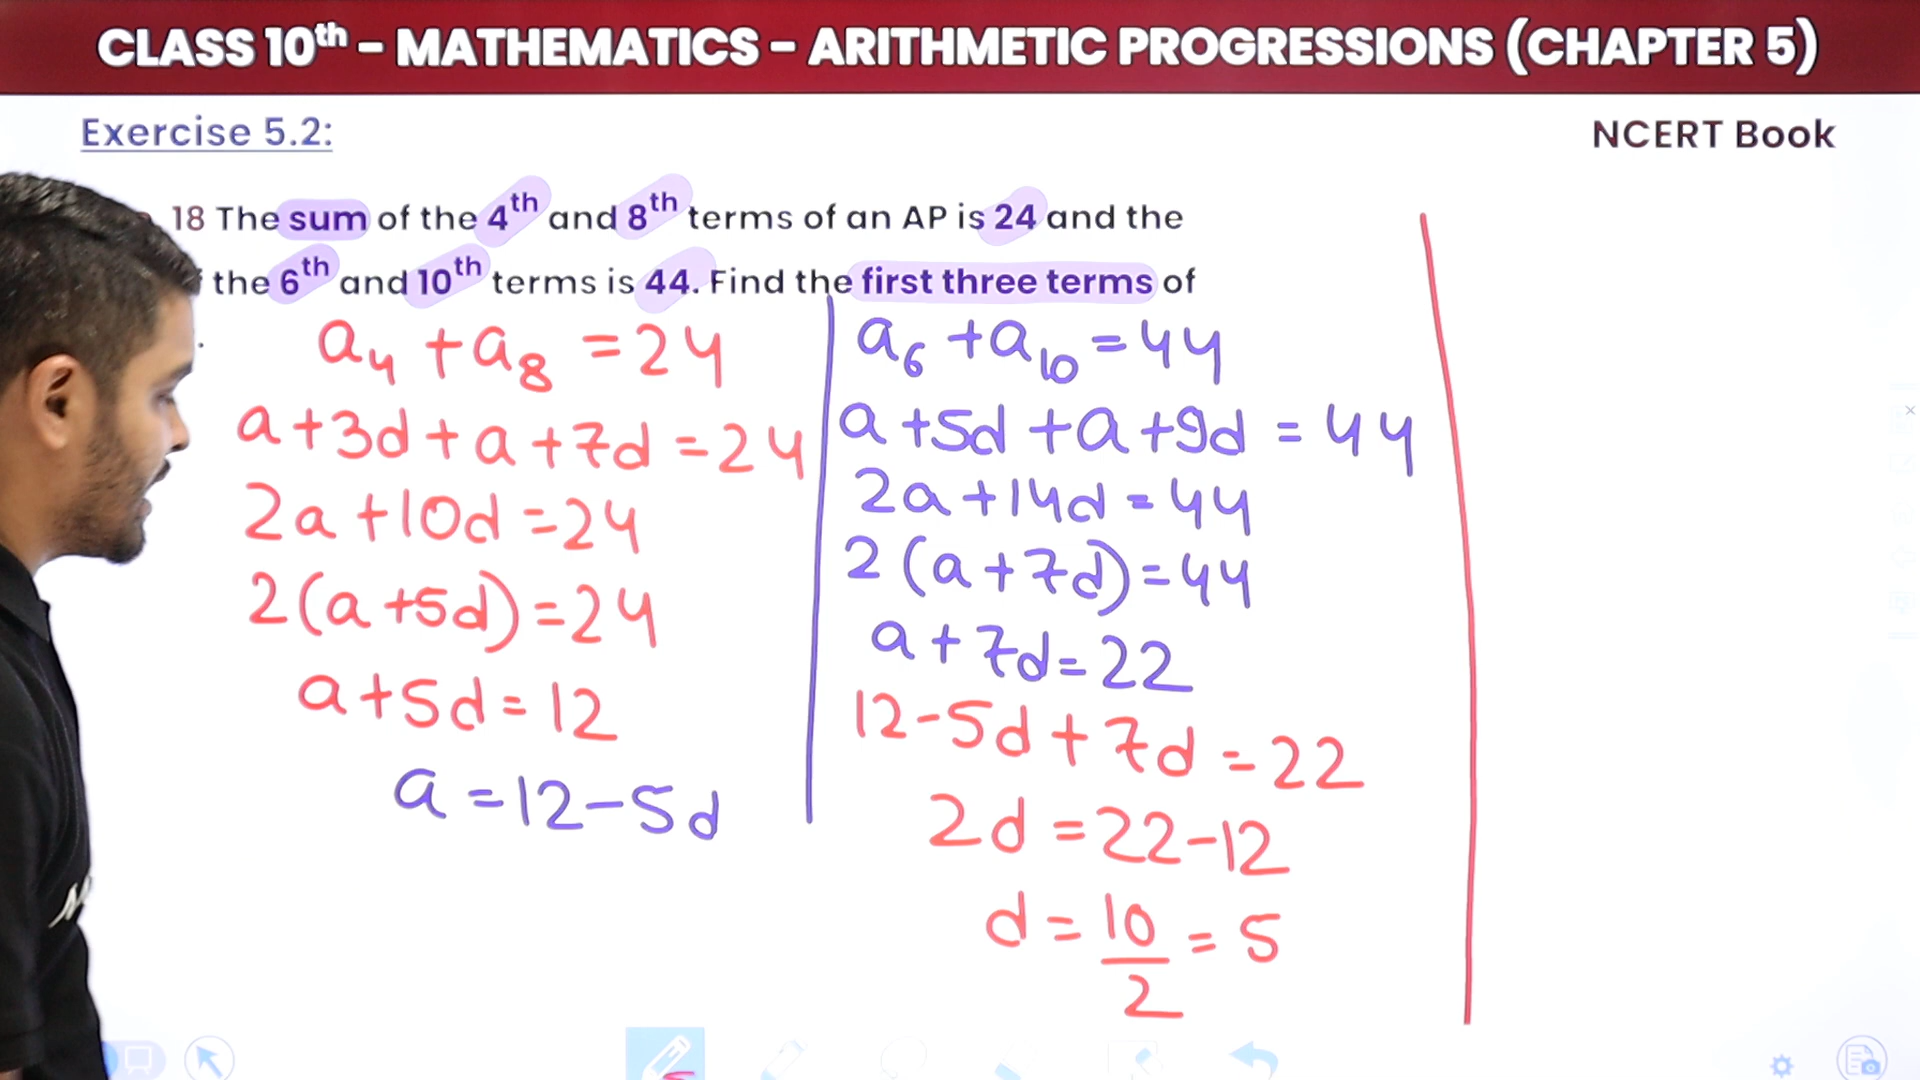 CLASS 10th – MATHEMATICS – ARITHMETIC PROGRESSIONS (CHAPTER 5)
Exercise 5.2:
NCERT Book
18 The sum of the 4th and 8th terms of an AP is 24 and the
the 6th and 10th terms is 44. Find the first three terms of
a4 + a8 = 24
a+3d + a + 7d = 24
2a + 10d = 24
2(a + 5d) = 24
a + 5d = 12
a = 12 - 5d
a6 + a10 = 44
a + 5d + a + 9d = 44
2a + 14d = 44
2 (a + 7d) = 44
a + 7d = 22
12 - 5d + 7d = 22
2d = 22 - 12
d = 10/2 = 5